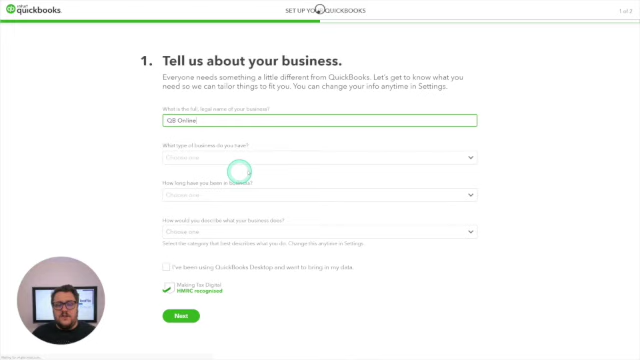 intuit
quickbooks.
SET UP YO QUICKBOOKS
1 of 2
1. Tell us about your business.
Everyone needs something a little different from QuickBooks. Let's get to know what you
need so we can tailor things to fit you. You can change your info anytime in Settings.
What is the full, legal name of your business?
QB Online
What type of business do you have?
Choose one
How long have you been in business?
Choose one
How would you describe what your business does?
Choose one
Select the category that best describes what you do. Change this anytime in Settings.
I've been using QuickBooks Desktop and want to bring in my data.
Making Tax Digital
HMRC recognised
Next